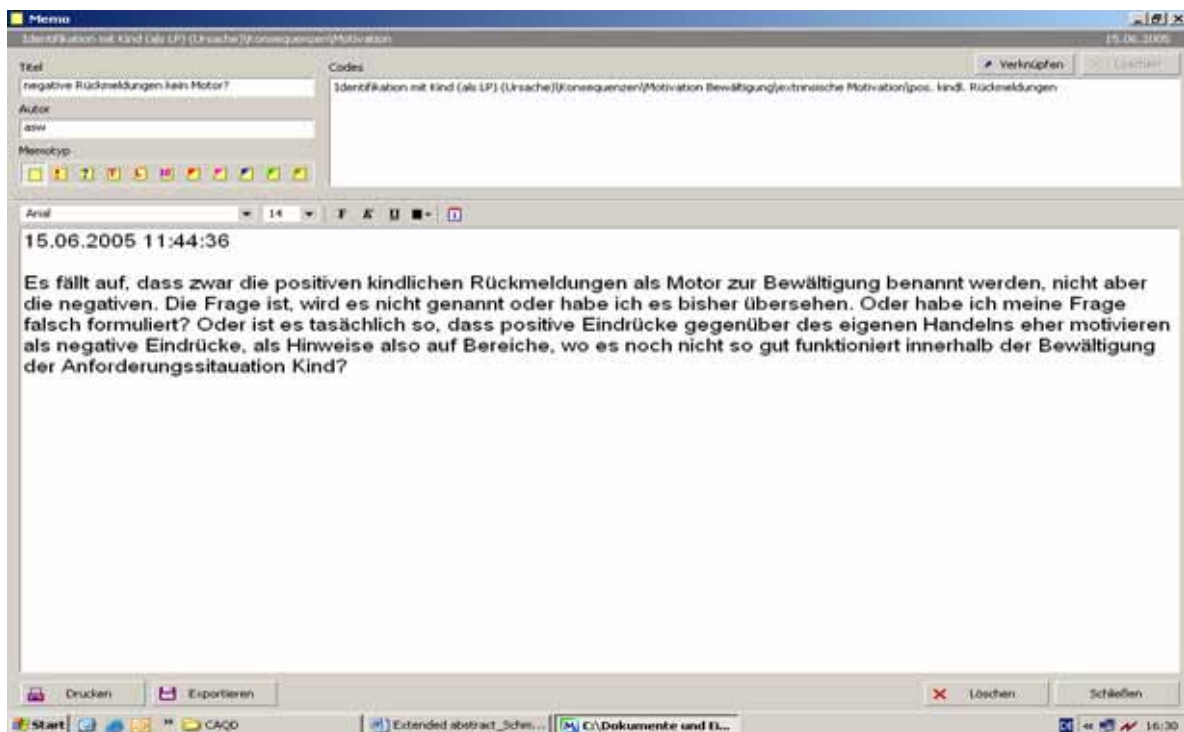 Memo
Identifikation mit Kind (als LP) (Ursache)\Konsequenzen\Motivation
15.06.2005
Titel
negative Rückmeldungen kein Motor?
Autor
asw
Memotyp
Codes
Verknüpfen
Löschen
Identifikation mit Kind (als LP) (Ursache)\Konsequenzen\Motivation Bewältigung\extrinsische Motivation\pos. kindl. Rückmeldungen
Arial 14 F K U
15.06.2005 11:44:36
Es fällt auf, dass zwar die positiven kindlichen Rückmeldungen als Motor zur Bewältigung benannt werden, nicht aber
die negativen. Die Frage ist, wird es nicht genannt oder habe ich es bisher übersehen. Oder habe ich meine Frage
falsch formuliert? Oder ist es tasächlich so, dass positive Eindrücke gegenüber des eigenen Handelns eher motivieren
als negative Eindrücke, als Hinweise also auf Bereiche, wo es noch nicht so gut funktioniert innerhalb der Bewältigung
der Anforderungssitauation Kind?
Drucken
Exportieren
Löschen
Schließen
Start
CAQD
Extended abstract_Schm...
C:\Dokumente und Ei...
16:30